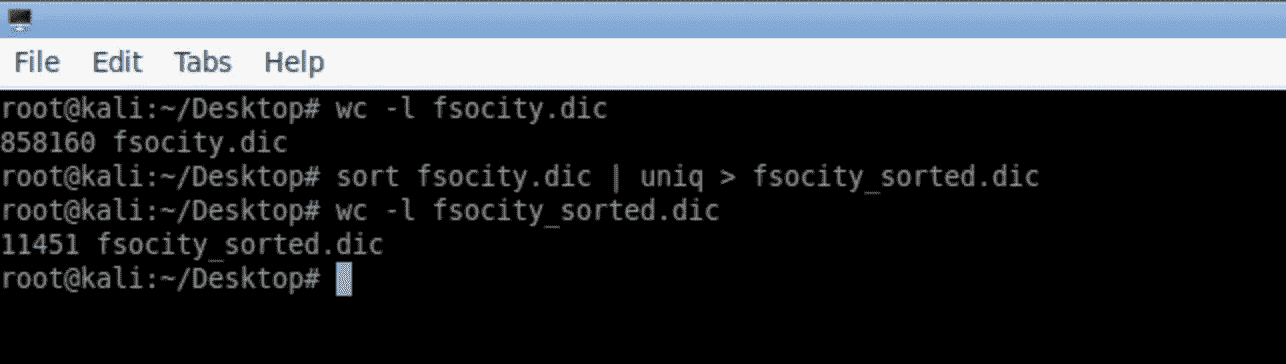 File Edit Tabs Help
root@kali:~/Desktop# wc -l fsocity.dic
858160 fsocity.dic
root@kali:~/Desktop# sort fsocity.dic | uniq > fsocity_sorted.dic
root@kali:~/Desktop# wc -l fsocity_sorted.dic
11451 fsocity_sorted.dic
root@kali:~/Desktop#